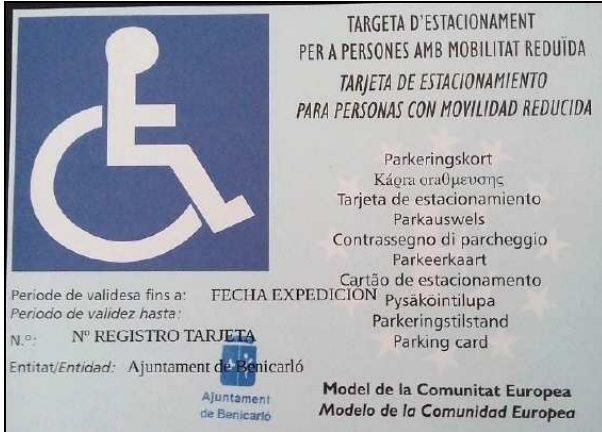 TARGETA D'ESTACIONAMENT
PER A PERSONES AMB MOBILITAT REDUÏDA
TARJETA DE ESTACIONAMIENTO
PARA PERSONAS CON MOVILIDAD REDUCIDA
Parkeringskort
Κάρτα σταθμευσης
Tarjeta de estacionamiento
Parkauswels
Contrassegno di parcheggio
Parkeerkaart
Cartão de estacionamento
Pysäköintilupa
Parkeringstilstand
Parking card
Periode de validesa fins a: FECHA EXPEDICIÓN
Periodo de validez hasta:
N.º: Nº REGISTRO TARJETA
Entitat/Entidad: Ajuntament de Benicarló
Ajuntament
de Benicarló
Model de la Comunitat Europea
Modelo de la Comunidad Europea